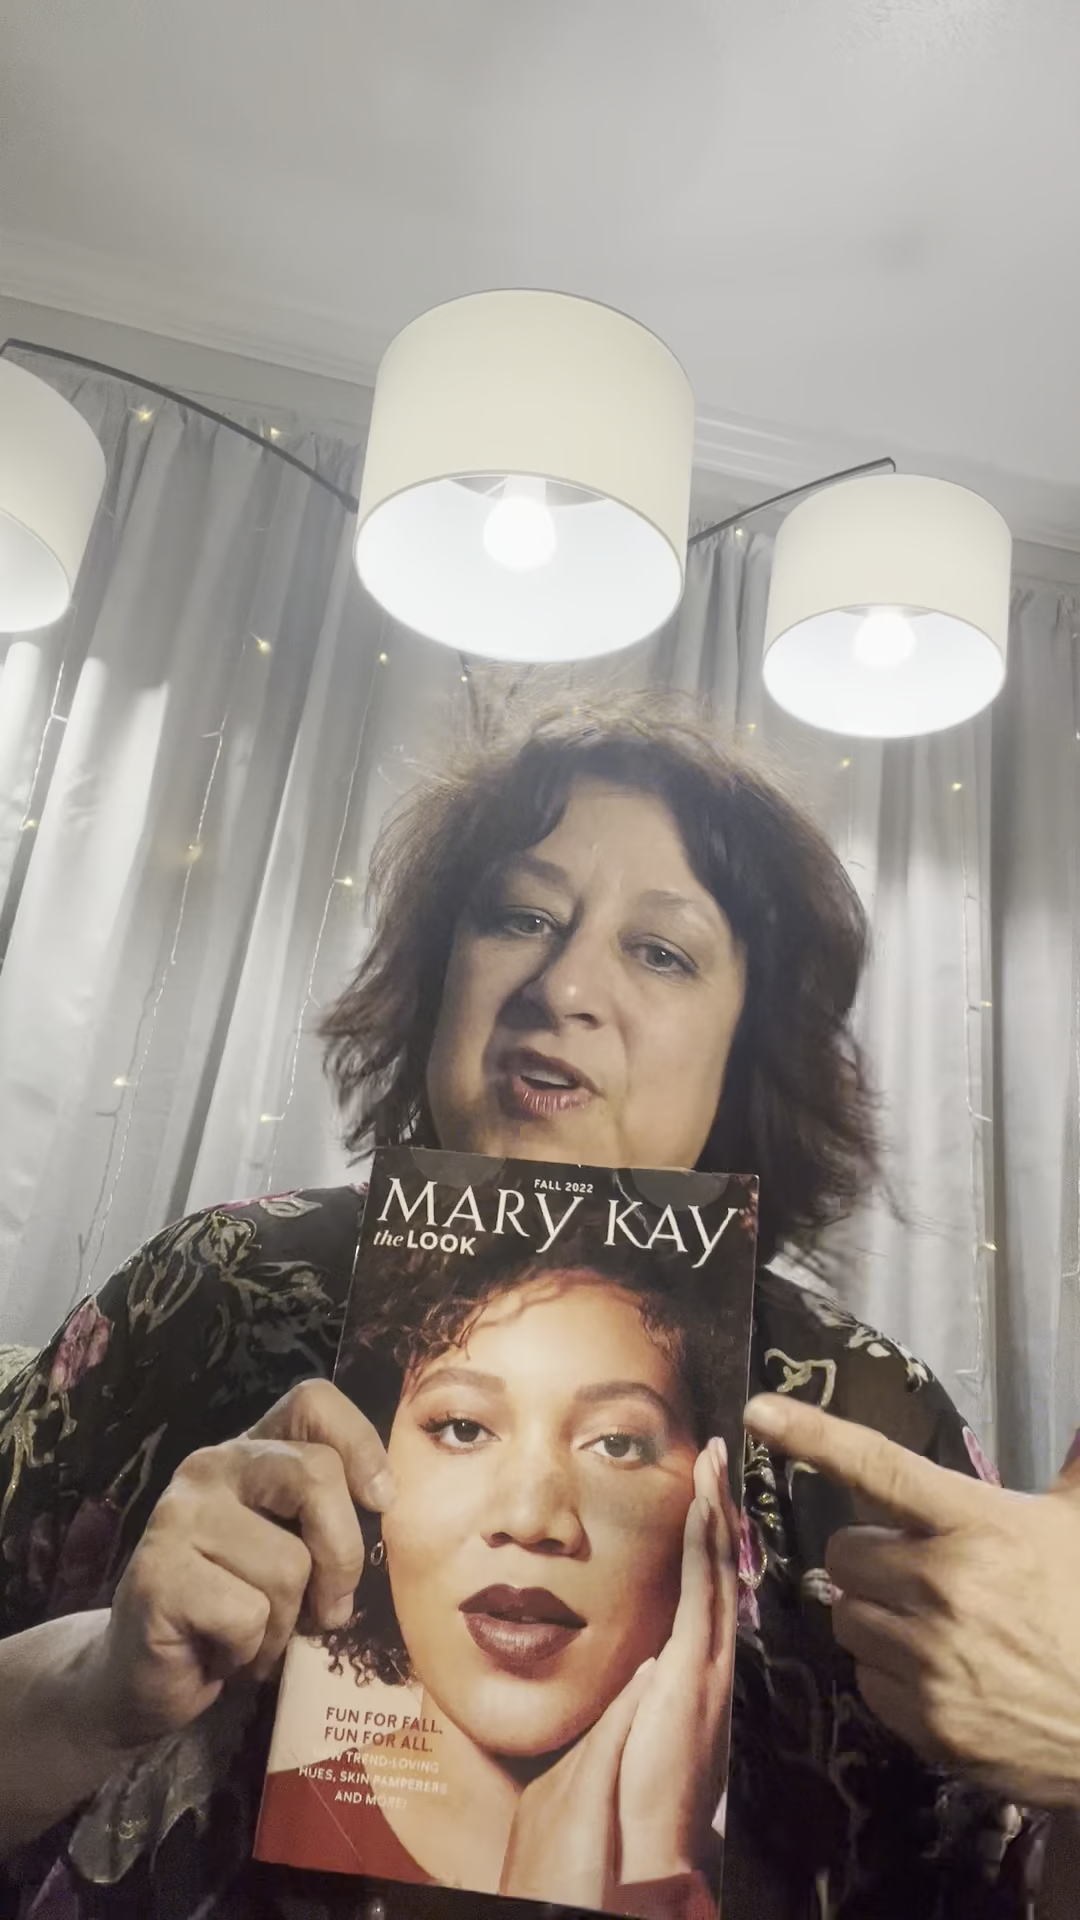 FALL 2022
MARY KAY
the LOOK
FUN FOR FALL.
FUN FOR ALL.
TREND-LOVING
HUES, SKIN PAMPERERS
AND MORE!